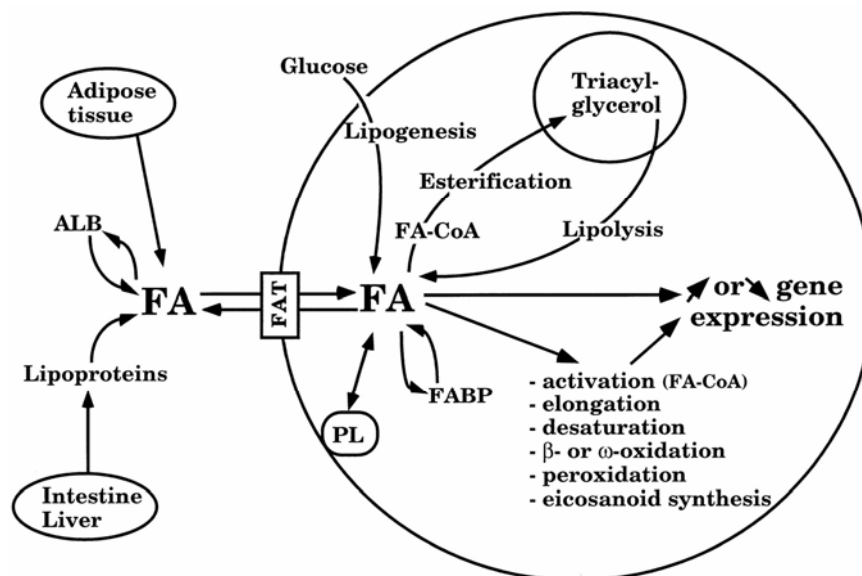 Glucose
Adipose
tissue
Triacyl-
glycerol
Lipogenesis
Esterification
ALB
FA-CoA
Lipolysis
FA
FAT
FA
or gene
expression
Lipoproteins
FABP
PL
- activation (FA-CoA)
- elongation
- desaturation
- β- or ω-oxidation
- peroxidation
- eicosanoid synthesis
Intestine
Liver